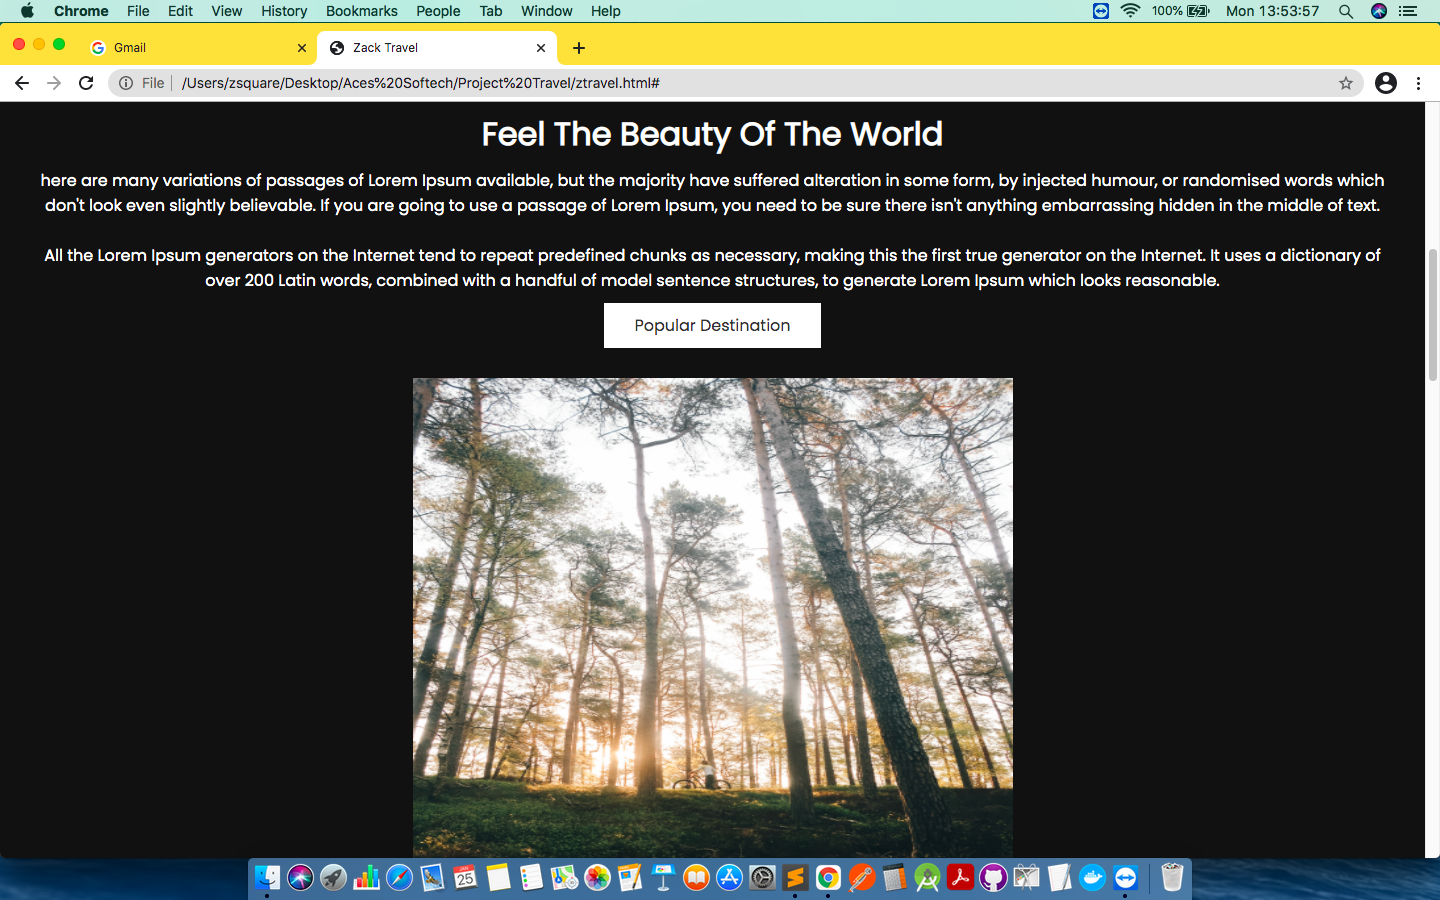 Chrome File Edit View History Bookmarks People Tab Window Help 100% Mon 13:53:57
Gmail Zack Travel
File /Users/zsquare/Desktop/Aces%20Softech/Project%20Travel/ztravel.html#
Feel The Beauty Of The World
here are many variations of passages of Lorem Ipsum available, but the majority have suffered alteration in some form, by injected humour, or randomised words which
don't look even slightly believable. If you are going to use a passage of Lorem Ipsum, you need to be sure there isn't anything embarrassing hidden in the middle of text.
All the Lorem Ipsum generators on the Internet tend to repeat predefined chunks as necessary, making this the first true generator on the Internet. It uses a dictionary of
over 200 Latin words, combined with a handful of model sentence structures, to generate Lorem Ipsum which looks reasonable.
Popular Destination
JAN
25